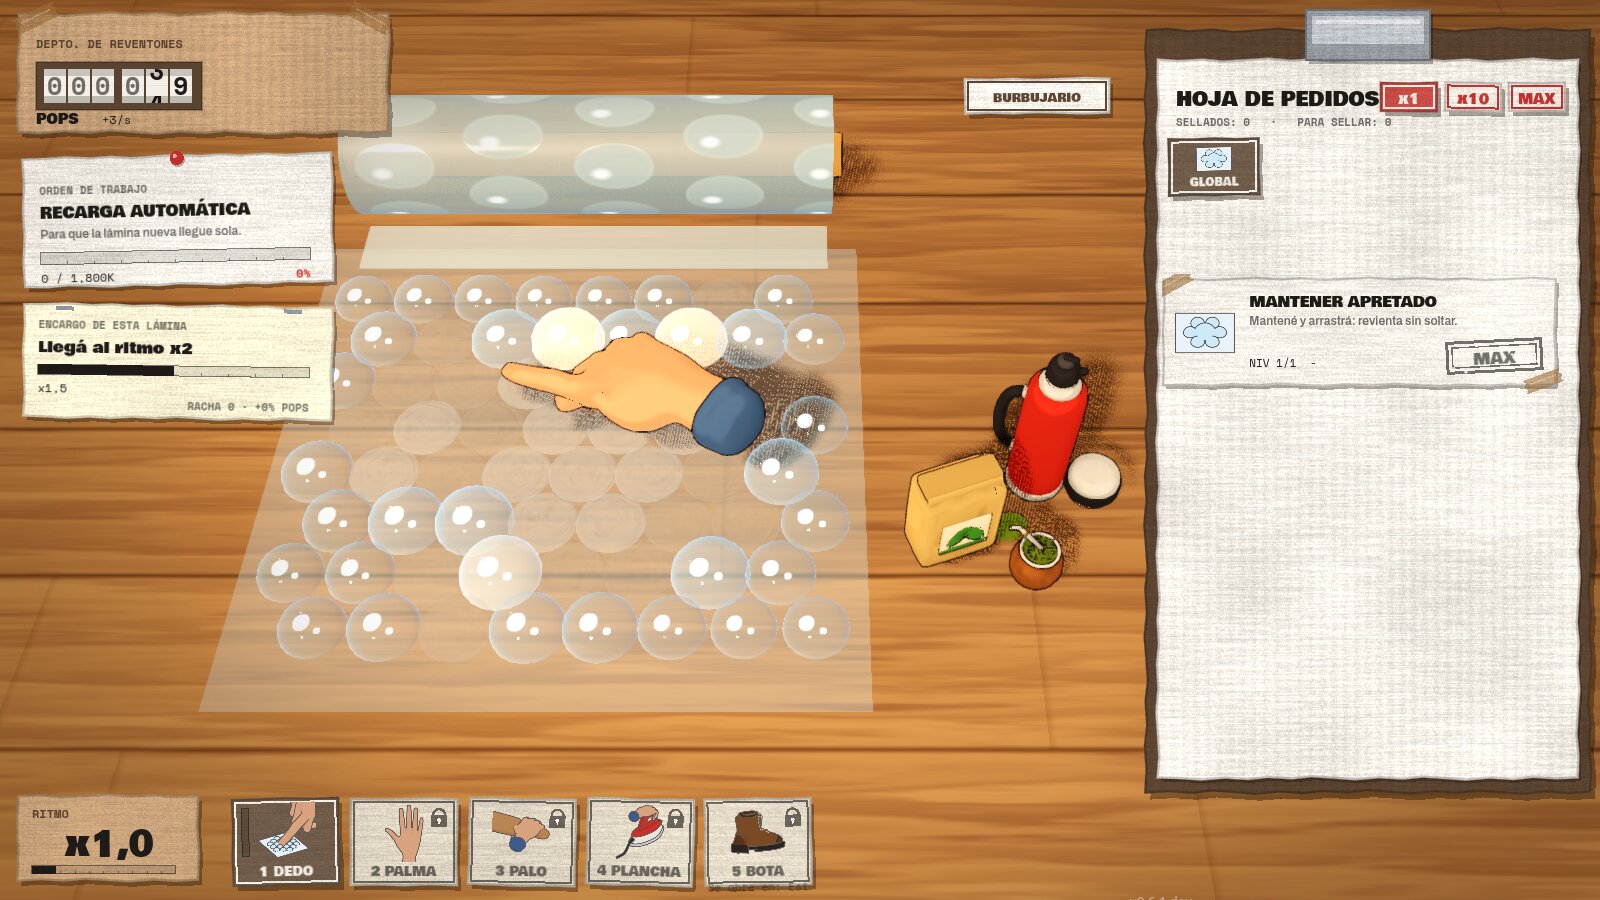 DEPTO. DE REVENTONES
POPS +3/s
ORDEN DE TRABAJO
RECARGA AUTOMÁTICA
Para que la lámina nueva llegue sola.
0 / 1.800K 0%
ENCARGO DE ESTA LÁMINA
Llegá al ritmo x2
x1.5
RACHA 0 · +0% POPS
BURBUJARIO
HOJA DE PEDIDOS x1 x10 MAX
SELLADOS: 0 · PARA SELLAR: 0
GLOBAL
MANTENER APRETADO
Mantené y arrastrá: revienta sin soltar.
NIV 1/1 - MAX
RITMO
x1,0
1 DEDO
2 PALMA
3 PALO
4 PLANCHA
5 BOTA